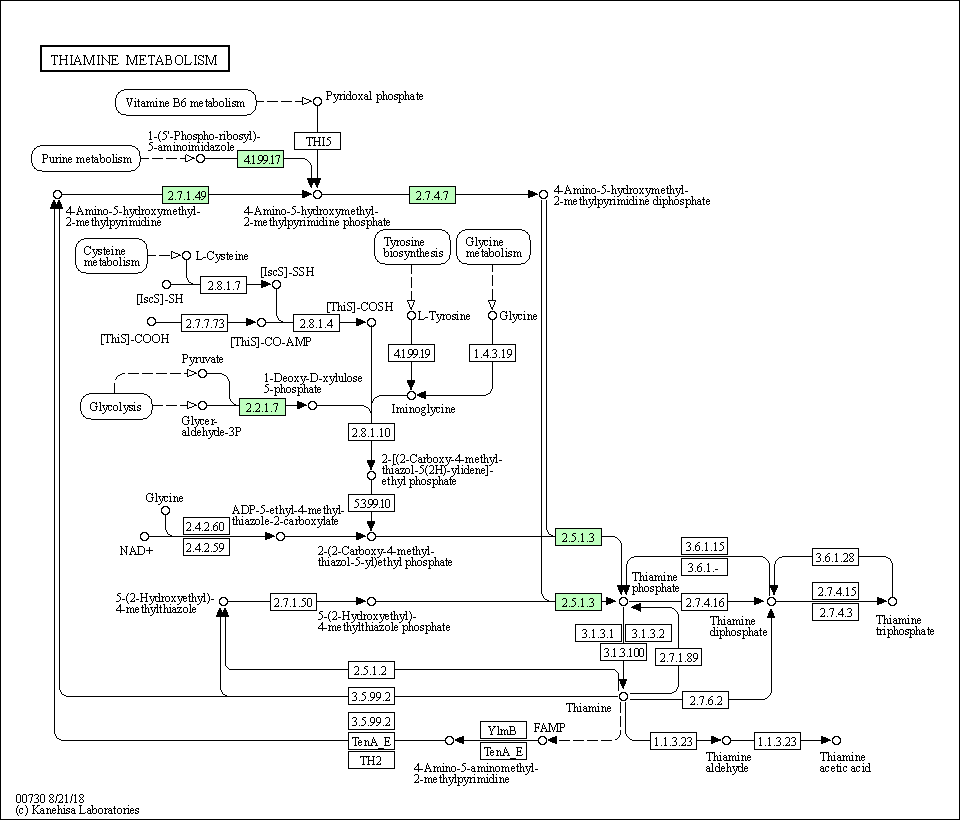 THIAMINE METABOLISM
Vitamine B6 metabolism
Pyridoxal phosphate
1-(5'-Phospho-ribosyl)-
5-aminoimidazole
THI5
Purine metabolism
4.1.99.17
2.7.1.49
2.7.4.7
4-Amino-5-hydroxymethyl-
2-methylpyrimidine diphosphate
4-Amino-5-hydroxymethyl-
2-methylpyrimidine
4-Amino-5-hydroxymethyl-
2-methylpyrimidine phosphate
Cysteine
metabolism
L-Cysteine
Tyrosine
biosynthesis
Glycine
metabolism
[IscS]-SSH
2.8.1.7
[IscS]-SH
[ThiS]-COSH
L-Tyrosine
Glycine
2.7.7.73
2.8.1.4
[ThiS]-COOH
[ThiS]-CO-AMP
4.1.99.19
1.4.3.19
Pyruvate
1-Deoxy-D-xylulose
5-phosphate
Glycolysis
2.2.1.7
Iminoglycine
Glycer-
aldehyde-3P
2.8.1.10
2-[(2-Carboxy-4-methyl-
thiazol-5(2H)-ylidene]-
ethyl phosphate
Glycine
5.3.99.10
ADP-5-ethyl-4-methyl-
thiazole-2-carboxylate
2.4.2.60
2.4.2.59
NAD+
2-(2-Carboxy-4-methyl-
thiazol-5-yl)ethyl phosphate
2.5.1.3
3.6.1.15
3.6.1.-
3.6.1.28
Thiamine
phosphate
5-(2-Hydroxyethyl)-
4-methylthiazole
2.7.1.50
5-(2-Hydroxyethyl)-
4-methylthiazole phosphate
2.5.1.3
2.7.4.16
2.7.4.15
2.7.4.3
Thiamine
diphosphate
Thiamine
triphosphate
3.1.3.1
3.1.3.2
3.1.3.100
2.7.1.89
2.5.1.2
3.5.99.2
2.7.6.2
Thiamine
3.5.99.2
TenA_E
TH2
YlmB
TenA_E
FAMP
4-Amino-5-aminomethyl-
2-methylpyrimidine
1.1.3.23
1.1.3.23
Thiamine
aldehyde
Thiamine
acetic acid
00730 8/21/18
(c) Kanehisa Laboratories